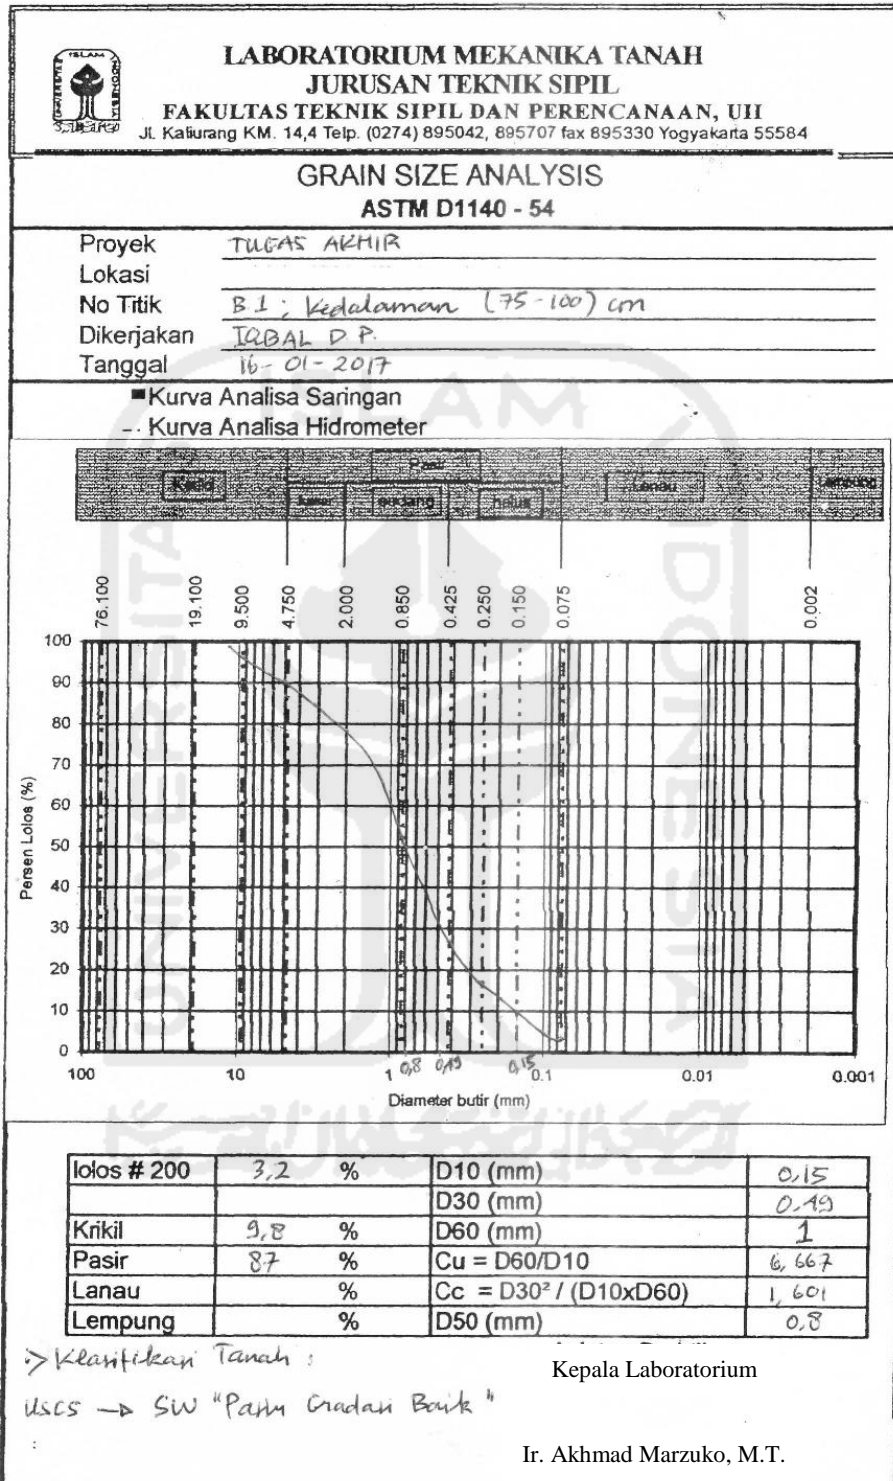 ISLAM
UNIVERSITAS
INDONESIA
LABORATORIUM MEKANIKA TANAH
JURUSAN TEKNIK SIPIL
FAKULTAS TEKNIK SIPIL DAN PERENCANAAN, UII
Jl. Kaliurang KM. 14,4 Telp. (0274) 895042, 895707 fax 895330 Yogyakarta 55584
GRAIN SIZE ANALYSIS
ASTM D1140 - 54
Proyek TUGAS AKHIR
Lokasi
No Titik B1 ; Kedalaman (75-100) cm
Dikerjakan IQBAL D P.
Tanggal 16-01-2017
Kurva Analisa Saringan
Kurva Analisa Hidrometer
Pasir
Krikil kasar sedang halus Lanau Lempung
76.100 19.100 9.500 4.750 2.000 0.850 0.425 0.250 0.150 0.075 0.002
Persen Lolos (%)
100
90
80
70
60
50
40
30
20
10
0
0,8 0,49 0,15
100 10 1 0.1 0.01 0.001
Diameter butir (mm)
lolos # 200 3,2 % D10 (mm) 0,15
D30 (mm) 0.49
Krikil 9,8 % D60 (mm) 1
Pasir 87 % Cu = D60/D10 6,667
Lanau % Cc = D30² / (D10xD60) 1,601
Lempung % D50 (mm) 0,8
Klasifikasi Tanah :
USCS → SW "Pasir Gradasi Baik"
Kepala Laboratorium
Ir. Akhmad Marzuko, M.T.